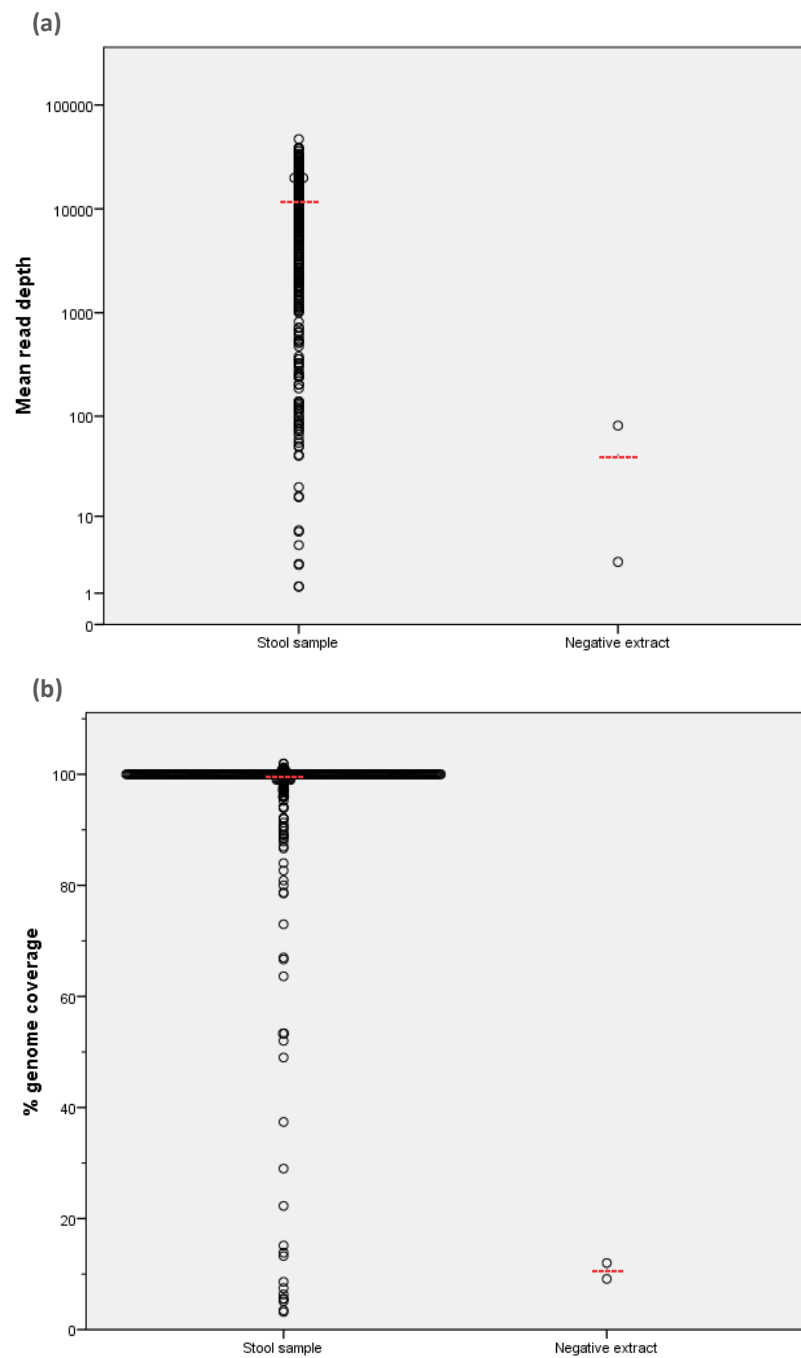 (a)
Mean read depth
100000
10000
1000
100
10
1
0
Stool sample Negative extract
(b)
% genome coverage
100
80
60
40
20
0
Stool sample Negative extract